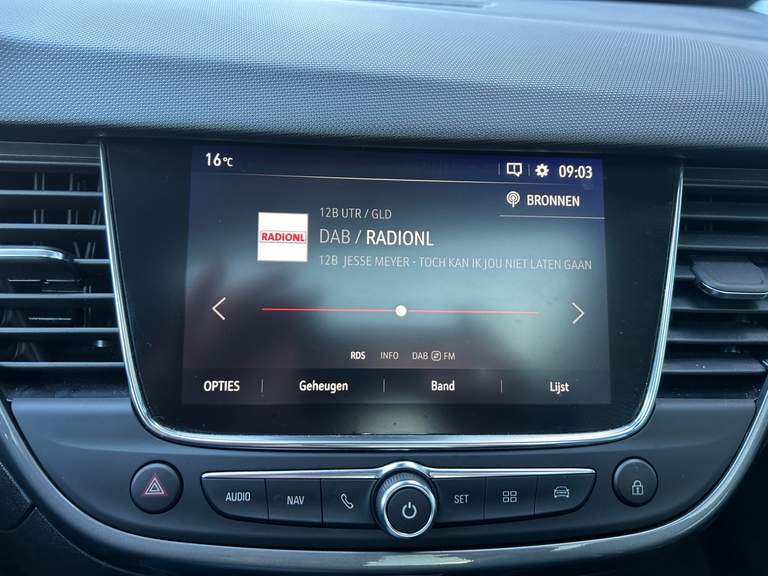 16°C 09:03
BRONNEN
12B UTR / GLD
RADIONL
DAB / RADIONL
12B JESSE MEYER - TOCH KAN IK JOU NIET LATEN GAAN
RDS INFO DAB FM
OPTIES Geheugen Band Lijst
AUDIO NAV SET